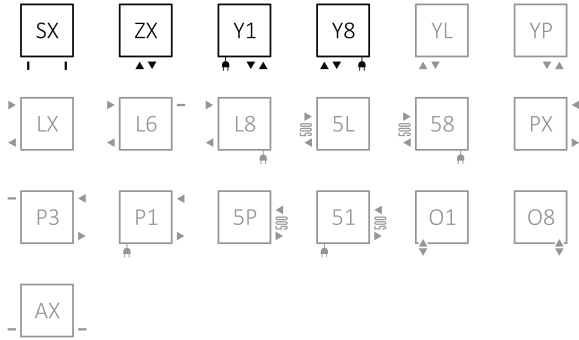 SX ZX Y1 Y8 YL YP
LX L6 L8 500 5L 500 58 PX
P3 P1 5P 500 51 500 O1 O8
AX